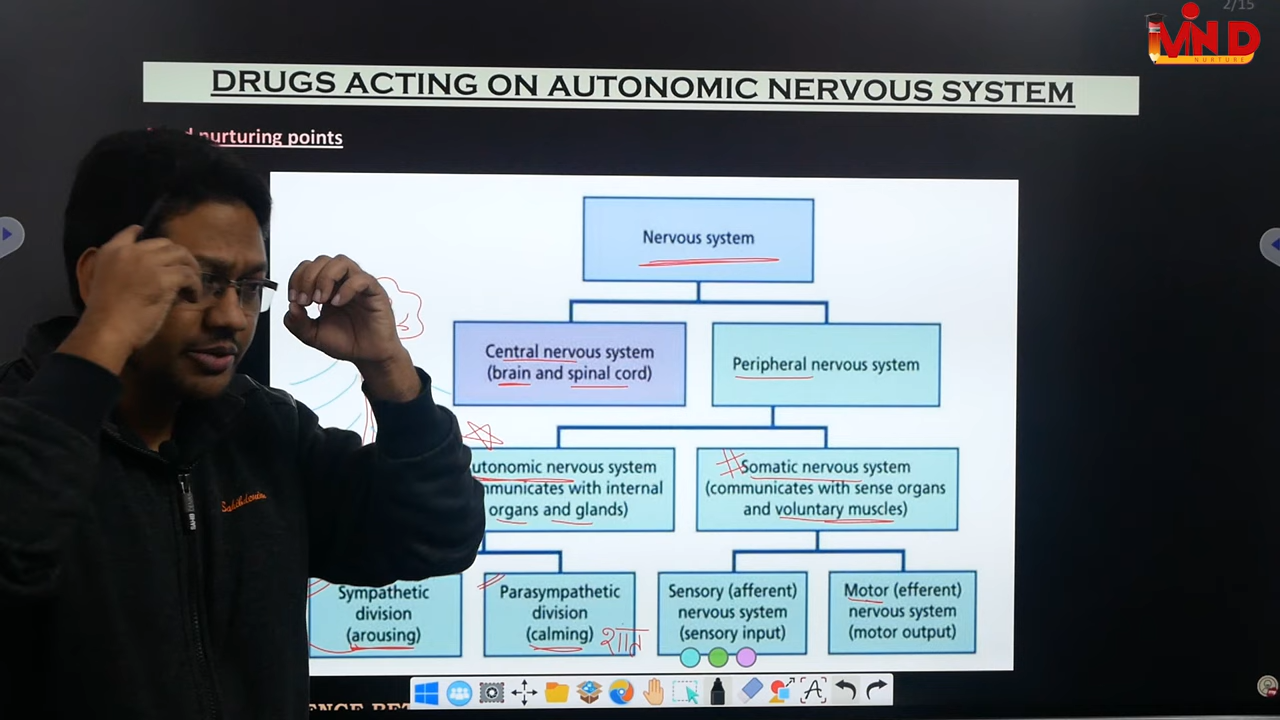 2/15
MIND
NURTURE
DRUGS ACTING ON AUTONOMIC NERVOUS SYSTEM
nurturing points
Nervous system
Central nervous system
(brain and spinal cord)
Peripheral nervous system
utonomic nervous system
mmunicates with internal
organs and glands)
Somatic nervous system
(communicates with sense organs
and voluntary muscles)
Sympathetic
division
(arousing)
Parasympathetic
division
(calming)
शान्त
Sensory (afferent)
nervous system
(sensory input)
Motor (efferent)
nervous system
(motor output)